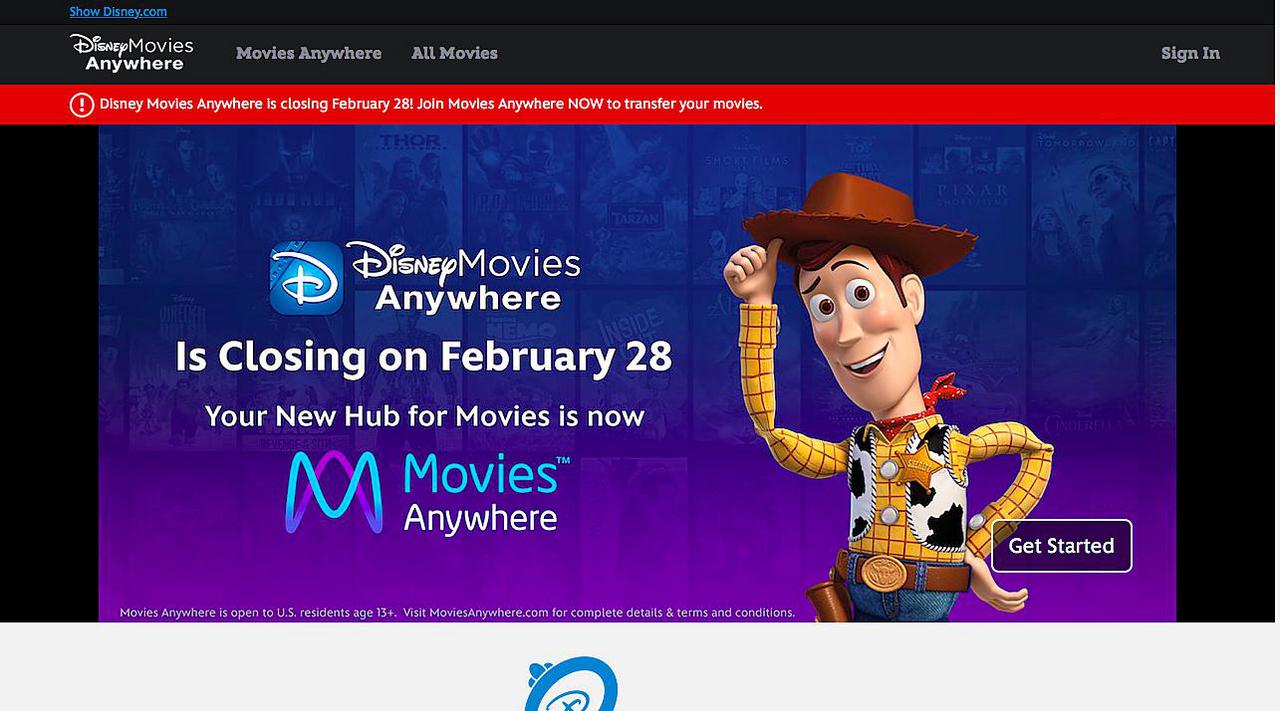 Show Disney.com
Disney Movies Anywhere
Movies Anywhere
All Movies
Sign In
Disney Movies Anywhere is closing February 28! Join Movies Anywhere NOW to transfer your movies.
THOR
SHORT FILMS
TOY
TOMORROWLAND
PIXAR
SHORT FILMS
TARZAN
Disney Movies
Anywhere
Is Closing on February 28
NEMO
INSIDE
Your New Hub for Movies is now
CINDERELLA
Movies™
Anywhere
Get Started
Movies Anywhere is open to U.S. residents age 13+. Visit MoviesAnywhere.com for complete details & terms and conditions.